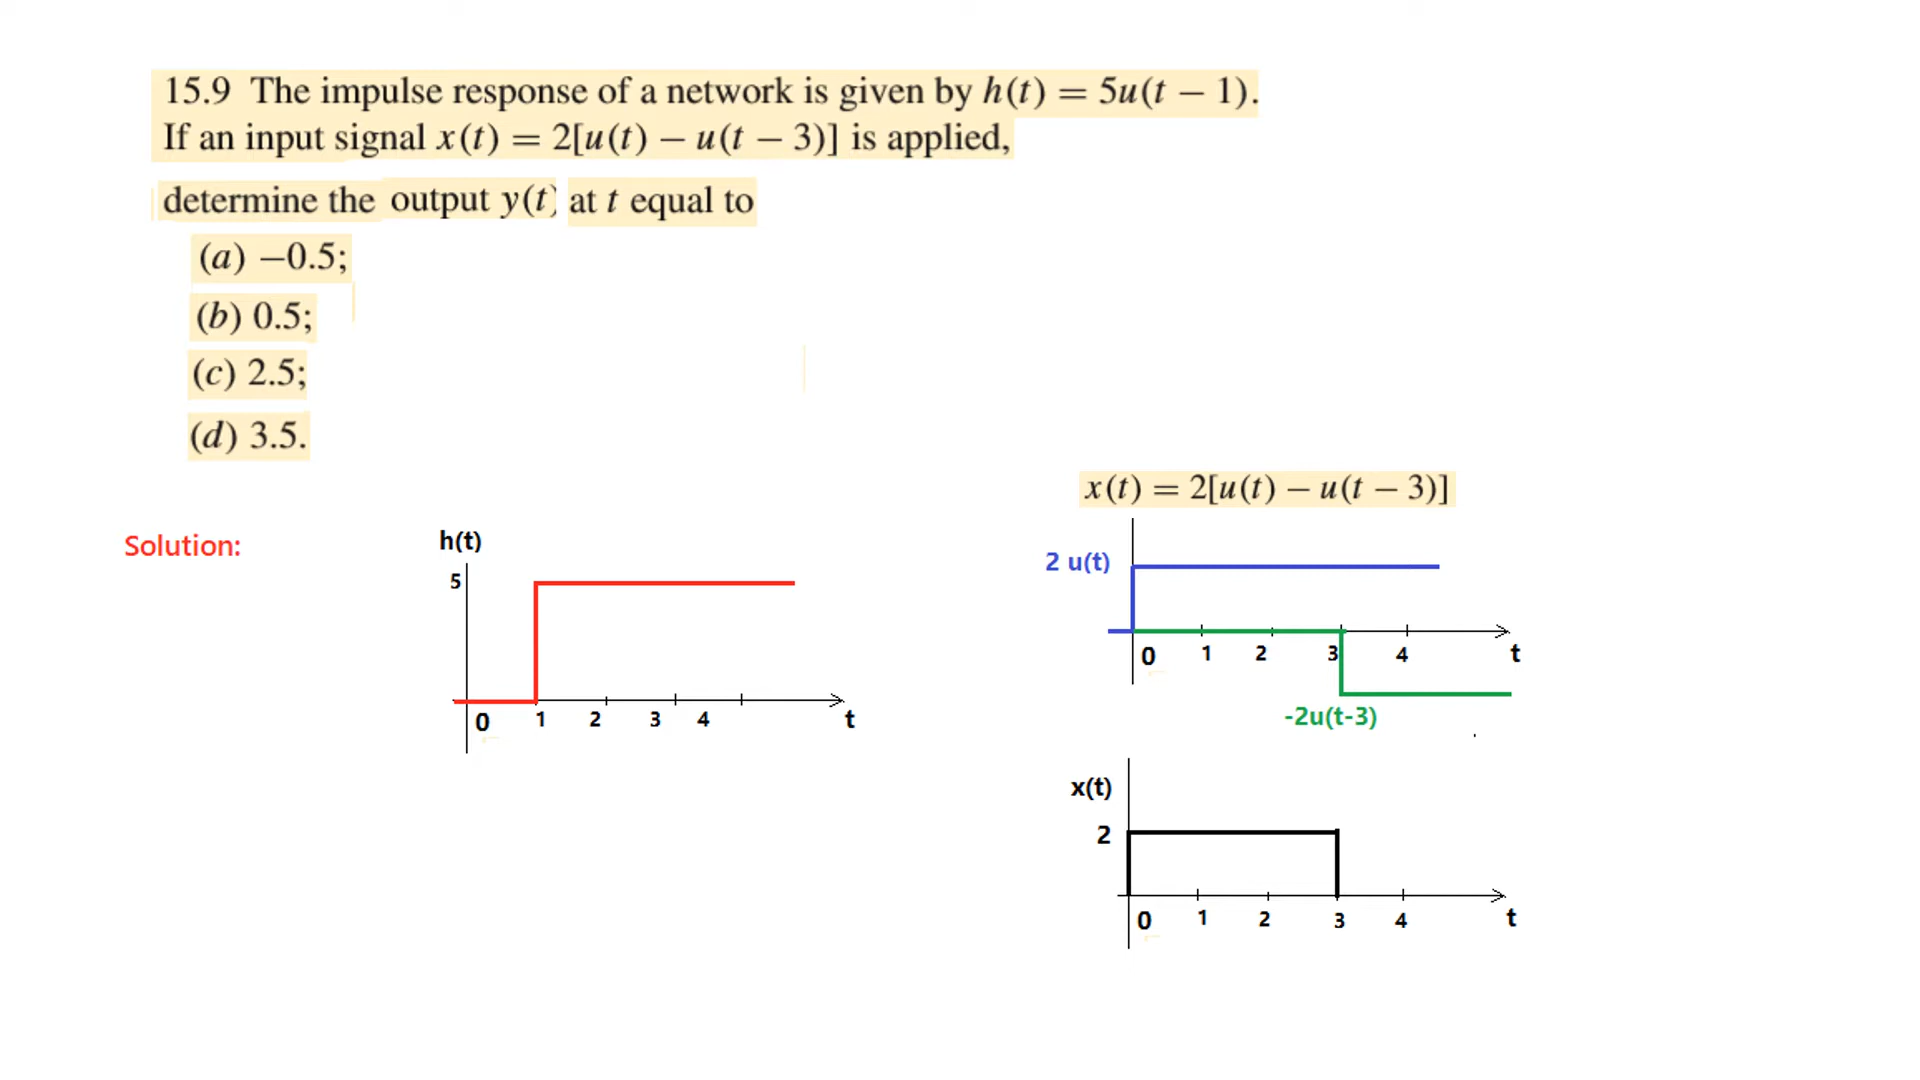 15.9 The impulse response of a network is given by h(t) = 5u(t − 1).
If an input signal x(t) = 2[u(t) − u(t − 3)] is applied,
determine the output y(t) at t equal to
(a) −0.5;
(b) 0.5;
(c) 2.5;
(d) 3.5.
Solution:
h(t)
5
0 1 2 3 4 t
x(t) = 2[u(t) − u(t − 3)]
2 u(t)
0 1 2 3 4 t
-2u(t-3)
x(t)
2
0 1 2 3 4 t